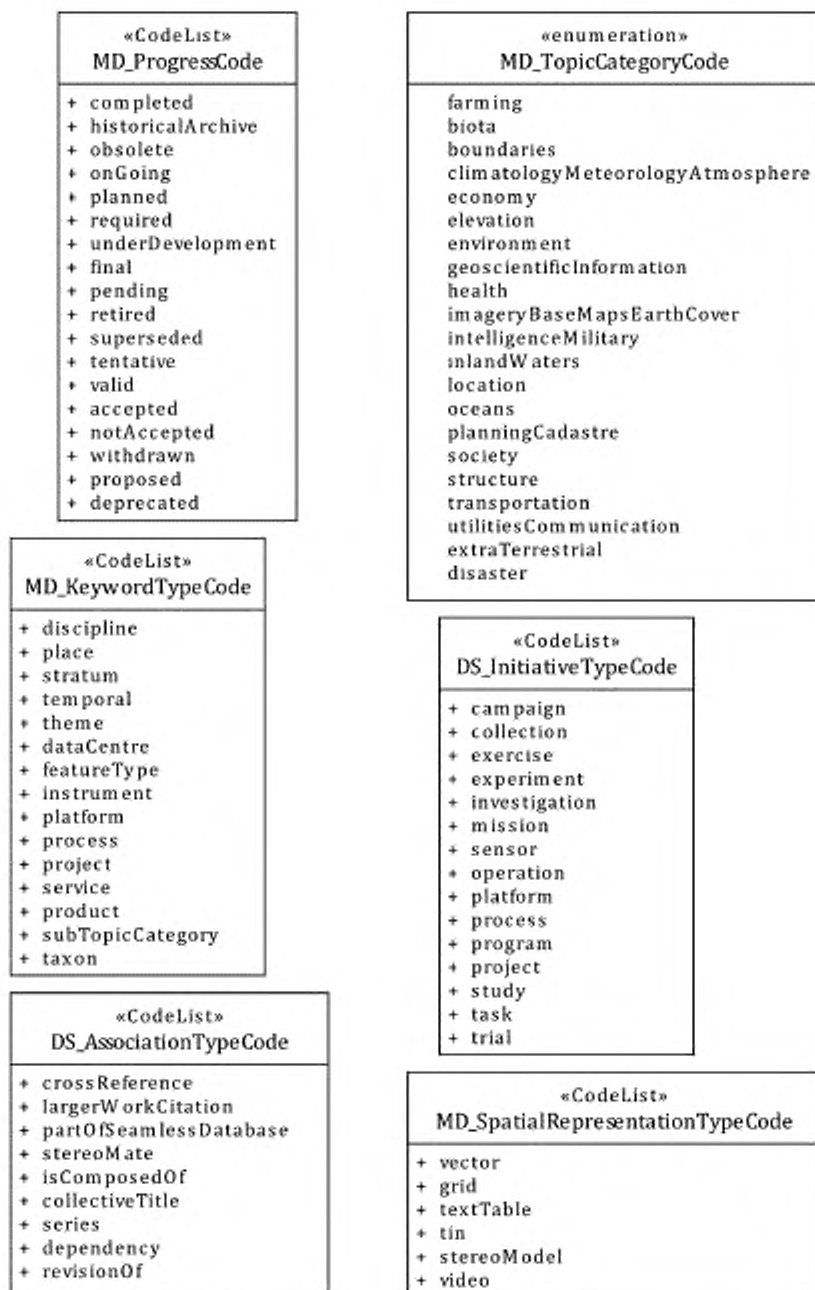 «CodeList»
MD_ProgressCode
+ completed
+ historicalArchive
+ obsolete
+ onGoing
+ planned
+ required
+ underDevelopment
+ final
+ pending
+ retired
+ superseded
+ tentative
+ valid
+ accepted
+ notAccepted
+ withdrawn
+ proposed
+ deprecated
«enumeration»
MD_TopicCategoryCode
farming
biota
boundaries
climatologyMeteorologyAtmosphere
economy
elevation
environment
geoscientificInformation
health
imageryBaseMapsEarthCover
intelligenceMilitary
inlandWaters
location
oceans
planningCadastre
society
structure
transportation
utilitiesCommunication
extraTerrestrial
disaster
«CodeList»
MD_KeywordTypeCode
+ discipline
+ place
+ stratum
+ temporal
+ theme
+ dataCentre
+ featureType
+ instrument
+ platform
+ process
+ project
+ service
+ product
+ subTopicCategory
+ taxon
«CodeList»
DS_InitiativeTypeCode
+ campaign
+ collection
+ exercise
+ experiment
+ investigation
+ mission
+ sensor
+ operation
+ platform
+ process
+ program
+ project
+ study
+ task
+ trial
«CodeList»
DS_AssociationTypeCode
+ crossReference
+ largerWorkCitation
+ partOfSeamlessDatabase
+ stereoMate
+ isComposedOf
+ collectiveTitle
+ series
+ dependency
+ revisionOf
«CodeList»
MD_SpatialRepresentationTypeCode
+ vector
+ grid
+ textTable
+ tin
+ stereoModel
+ video